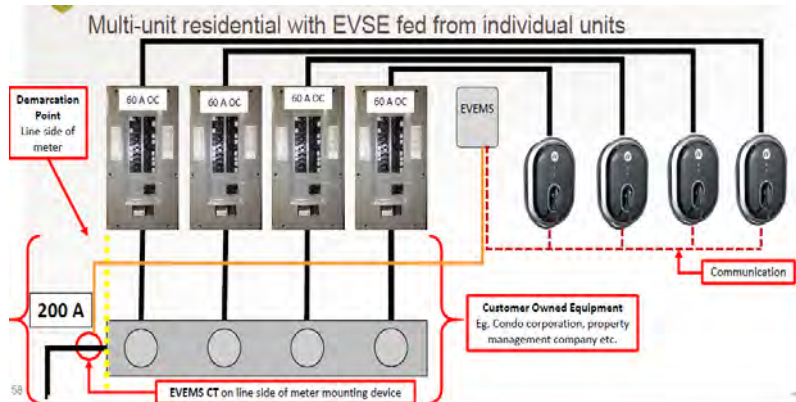 Multi-unit residential with EVSE fed from individual units
Demarcation
Point
Line side of
meter
60 A OC
60 A OC
60 A OC
60 A OC
EVEMS
Communication
200 A
Customer Owned Equipment
Eg. Condo corporation, property
management company etc.
EVEMS CT on line side of meter mounting device
58